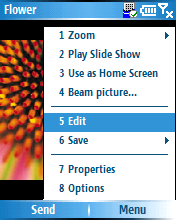 Flower
1 Zoom
2 Play Slide Show
3 Use as Home Screen
4 Beam picture...
5 Edit
6 Save
7 Properties
8 Options
Send Menu